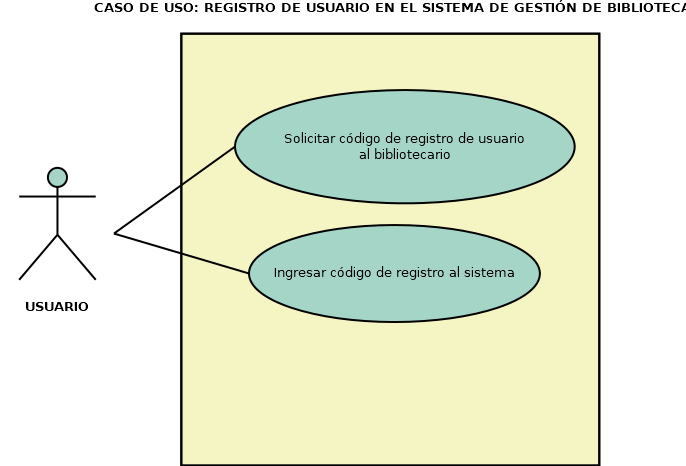 CASO DE USO: REGISTRO DE USUARIO EN EL SISTEMA DE GESTIÓN DE BIBLIOTECA
Solicitar código de registro de usuario
al bibliotecario
Ingresar código de registro al sistema
USUARIO